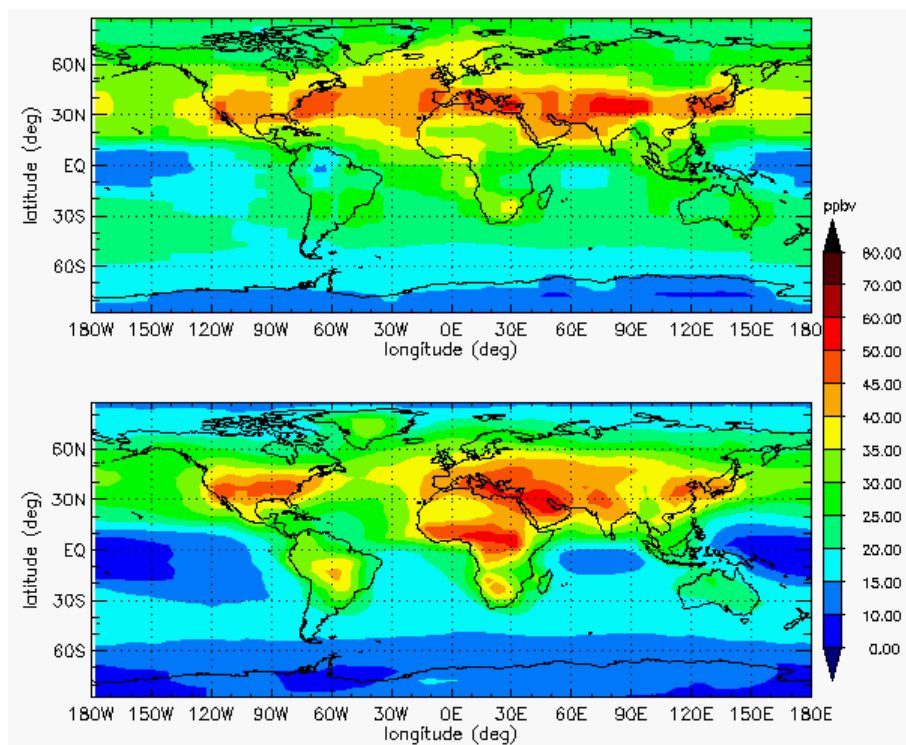 60N
30N
EQ
30S
60S
latitude (deg)
180W 150W 120W 90W 60W 30W 0E 30E 60E 90E 120E 150E 180E
longitude (deg)
ppbv
80.00
70.00
60.00
50.00
45.00
40.00
35.00
30.00
25.00
20.00
15.00
10.00
0.00
60N
30N
EQ
30S
60S
latitude (deg)
180W 150W 120W 90W 60W 30W 0E 30E 60E 90E 120E 150E 180E
longitude (deg)